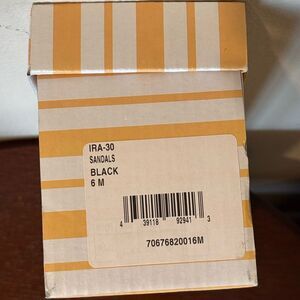 IRA-30
SANDALS
BLACK
6 M
4 39118 92941 3
70676820016M